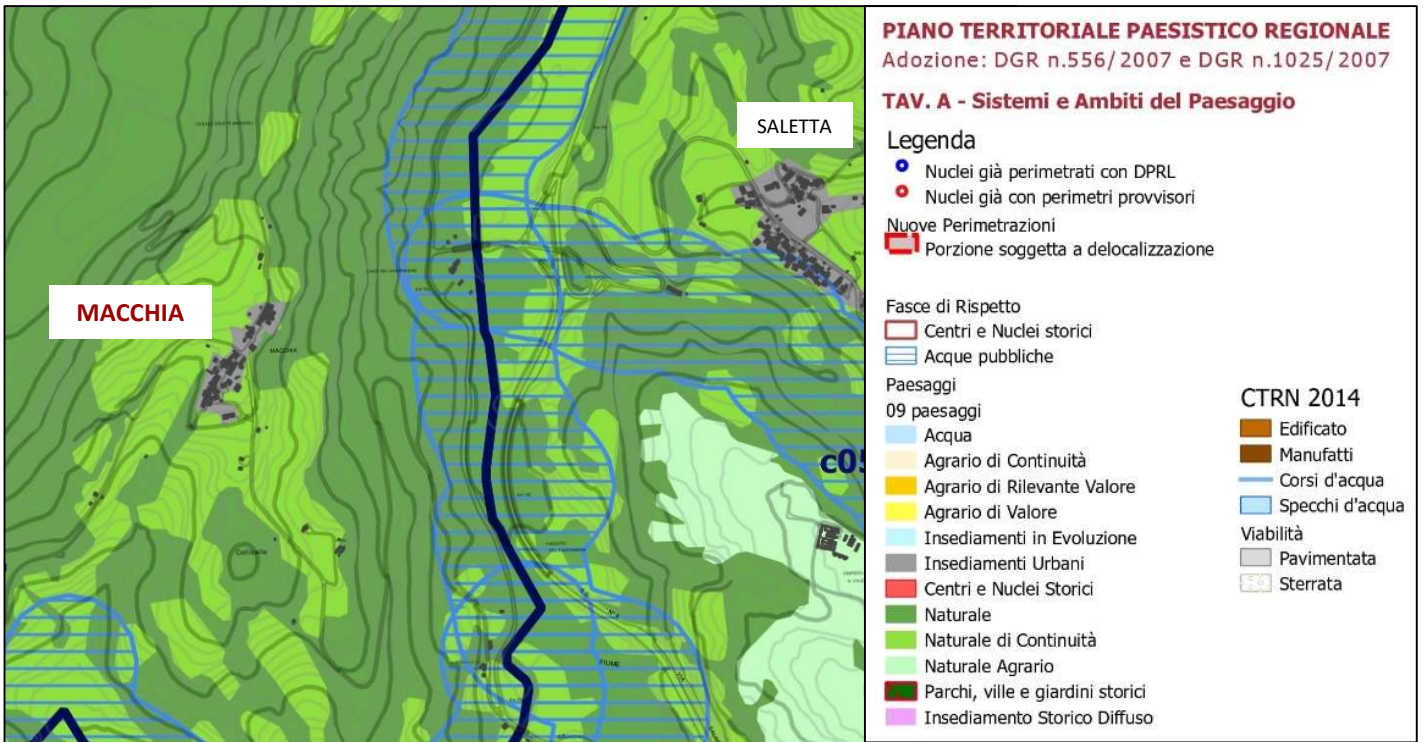 SALETTA
MACCHIA
MACCHIA
Collicelle
FIUME
c05
PIANO TERRITORIALE PAESISTICO REGIONALE
Adozione: DGR n.556/2007 e DGR n.1025/2007
TAV. A - Sistemi e Ambiti del Paesaggio
Legenda
Nuclei già perimetrati con DPRL
Nuclei già con perimetri provvisori
Nuove Perimetrazioni
Porzione soggetta a delocalizzazione
Fasce di Rispetto
Centri e Nuclei storici
Acque pubbliche
Paesaggi
09 paesaggi
Acqua
Agrario di Continuità
Agrario di Rilevante Valore
Agrario di Valore
Insediamenti in Evoluzione
Insediamenti Urbani
Centri e Nuclei Storici
Naturale
Naturale di Continuità
Naturale Agrario
Parchi, ville e giardini storici
Insediamento Storico Diffuso
CTRN 2014
Edificato
Manufatti
Corsi d'acqua
Specchi d'acqua
Viabilità
Pavimentata
Sterrata